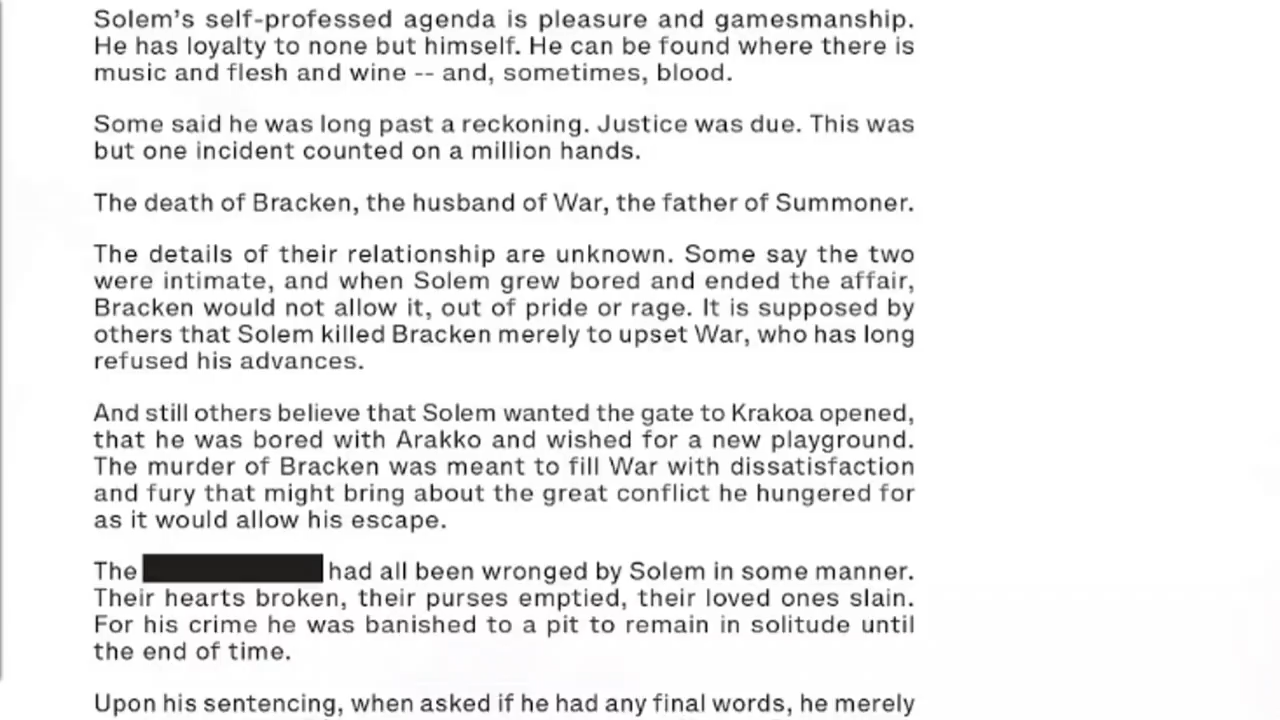 Solem's self-professed agenda is pleasure and gamesmanship.
He has loyalty to none but himself. He can be found where there is
music and flesh and wine -- and, sometimes, blood.
Some said he was long past a reckoning. Justice was due. This was
but one incident counted on a million hands.
The death of Bracken, the husband of War, the father of Summoner.
The details of their relationship are unknown. Some say the two
were intimate, and when Solem grew bored and ended the affair,
Bracken would not allow it, out of pride or rage. It is supposed by
others that Solem killed Bracken merely to upset War, who has long
refused his advances.
And still others believe that Solem wanted the gate to Krakoa opened,
that he was bored with Arakko and wished for a new playground.
The murder of Bracken was meant to fill War with dissatisfaction
and fury that might bring about the great conflict he hungered for
as it would allow his escape.
The had all been wronged by Solem in some manner.
Their hearts broken, their purses emptied, their loved ones slain.
For his crime he was banished to a pit to remain in solitude until
the end of time.
Upon his sentencing, when asked if he had any final words, he merely